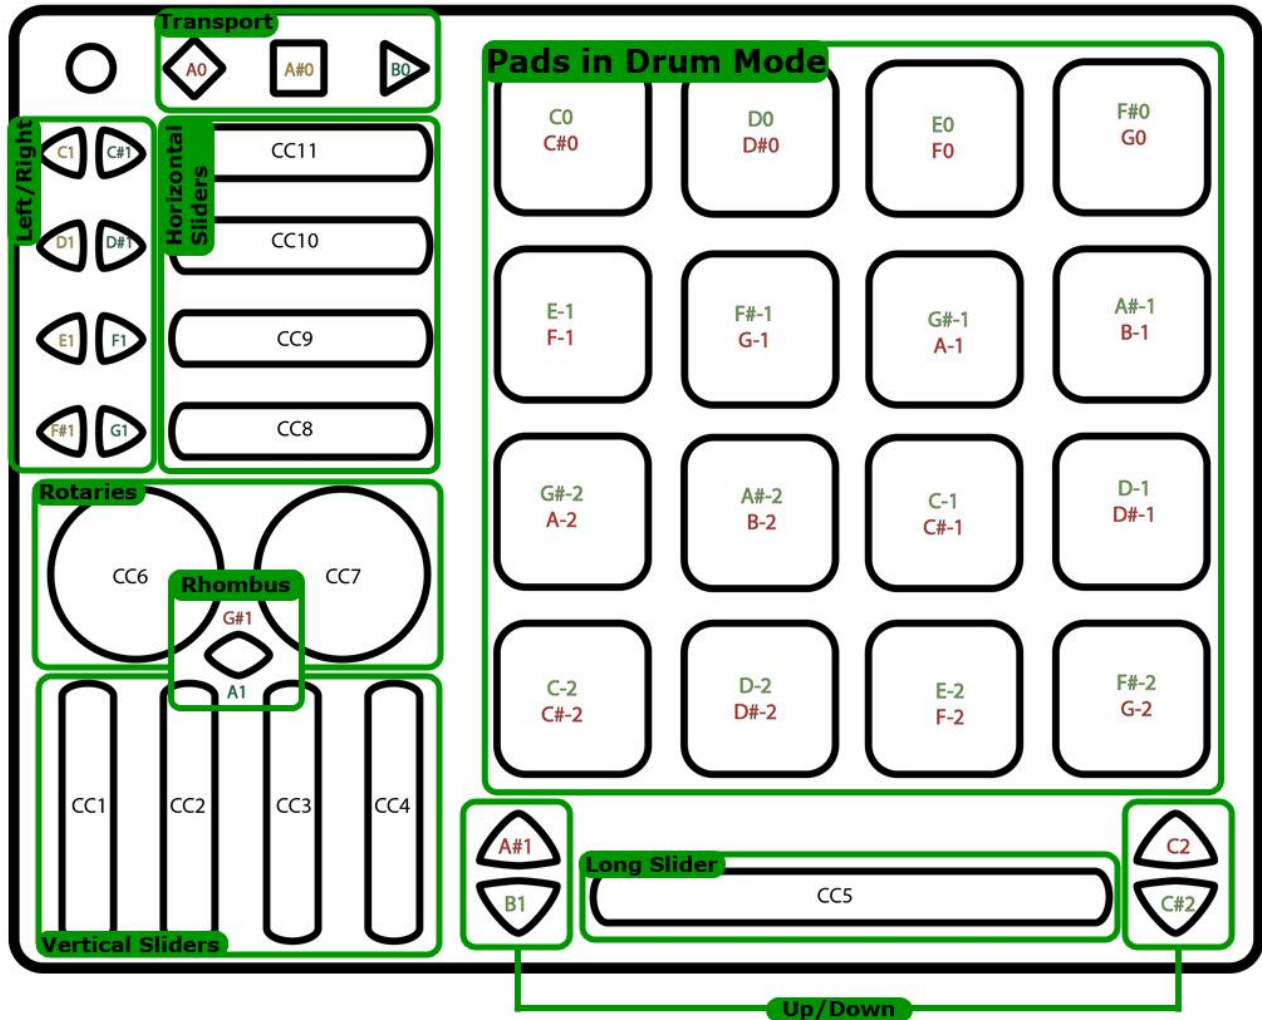 Transport
A0
A#0
B0
Pads in Drum Mode
C0
C#0
D0
D#0
E0
F0
F#0
G0
Left/Right
C1
C#1
D1
D#1
E1
F1
F#1
G1
Horizontal
Sliders
CC11
CC10
CC9
CC8
E-1
F-1
F#-1
G-1
G#-1
A-1
A#-1
B-1
G#-2
A-2
A#-2
B-2
C-1
C#-1
D-1
D#-1
C-2
C#-2
D-2
D#-2
E-2
F-2
F#-2
G-2
Rotaries
CC6
CC7
Rhombus
G#1
A1
CC1
CC2
CC3
CC4
Vertical Sliders
A#1
B1
Long Slider
CC5
C2
C#2
Up/Down